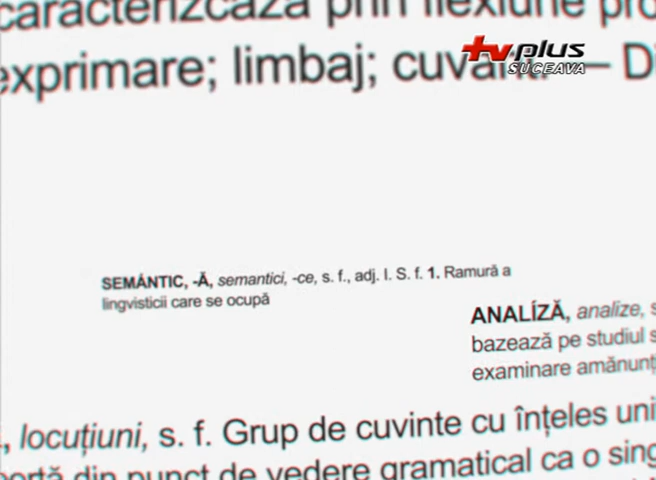 caracterizează prin flexiune pro
exprimare; limbaj; cuvânt. — D
tvplus
SUCEAVA
SEMÁNTIC, -Ă, semantici, -ce, s. f., adj. I. S. f. 1. Ramură a
lingvisticii care se ocupă
ANALÍZĂ, analize, s
bazează pe studiul s
examinare amănunți
, locuțiuni, s. f. Grup de cuvinte cu înțeles uni
portă din punct de vedere gramatical ca o sing